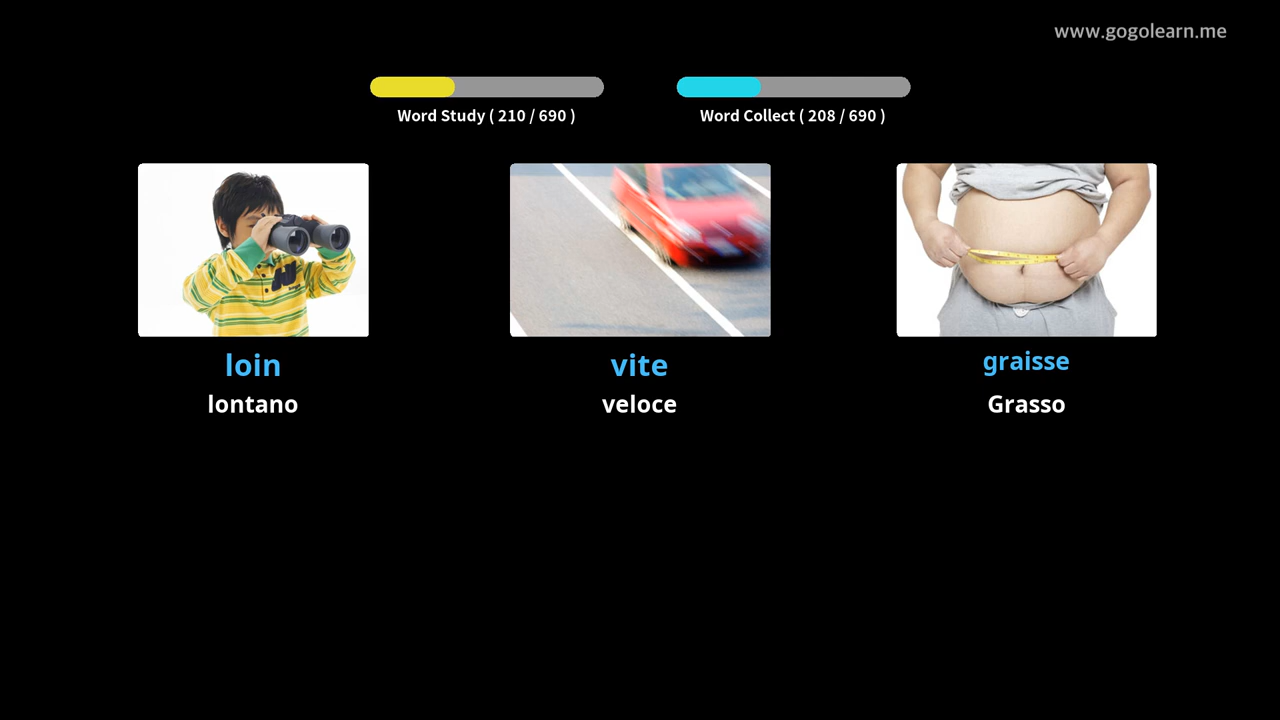 www.gogolearn.me
Word Study ( 210 / 690 )
Word Collect ( 208 / 690 )
loin
vite
graisse
lontano
veloce
Grasso